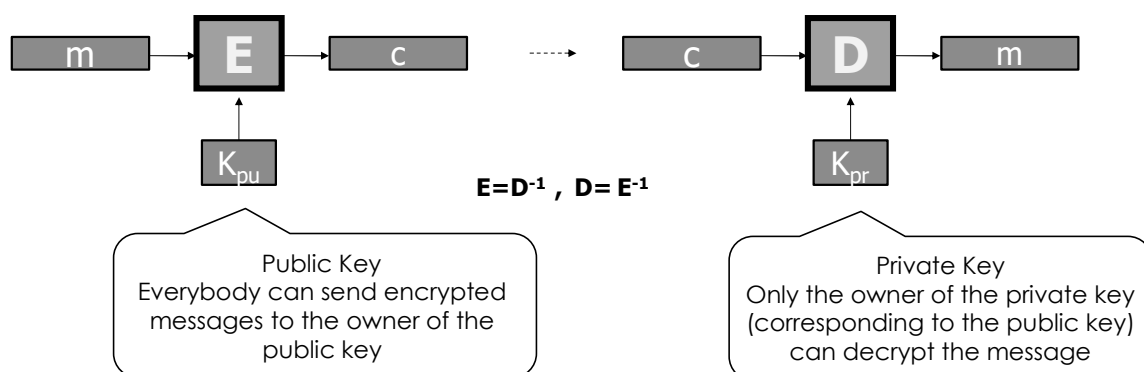 m
E
c
c
D
m
Kpu
Kpr
E=D-1 , D= E-1
Public Key
Everybody can send encrypted
messages to the owner of the
public key
Private Key
Only the owner of the private key
(corresponding to the public key)
can decrypt the message